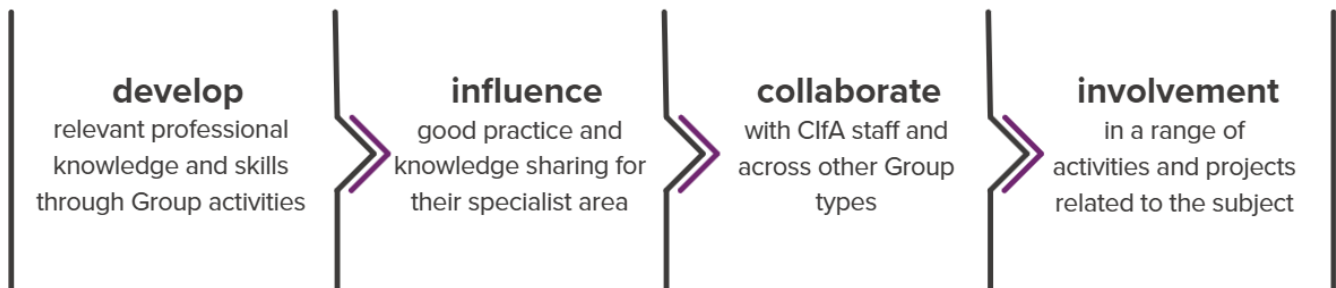 develop
relevant professional
knowledge and skills
through Group activities
influence
good practice and
knowledge sharing for
their specialist area
collaborate
with CIfA staff and
across other Group
types
involvement
in a range of
activities and projects
related to the subject